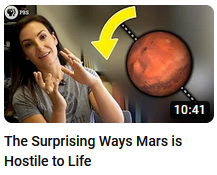 PBS
10:41
The Surprising Ways Mars is
Hostile to Life